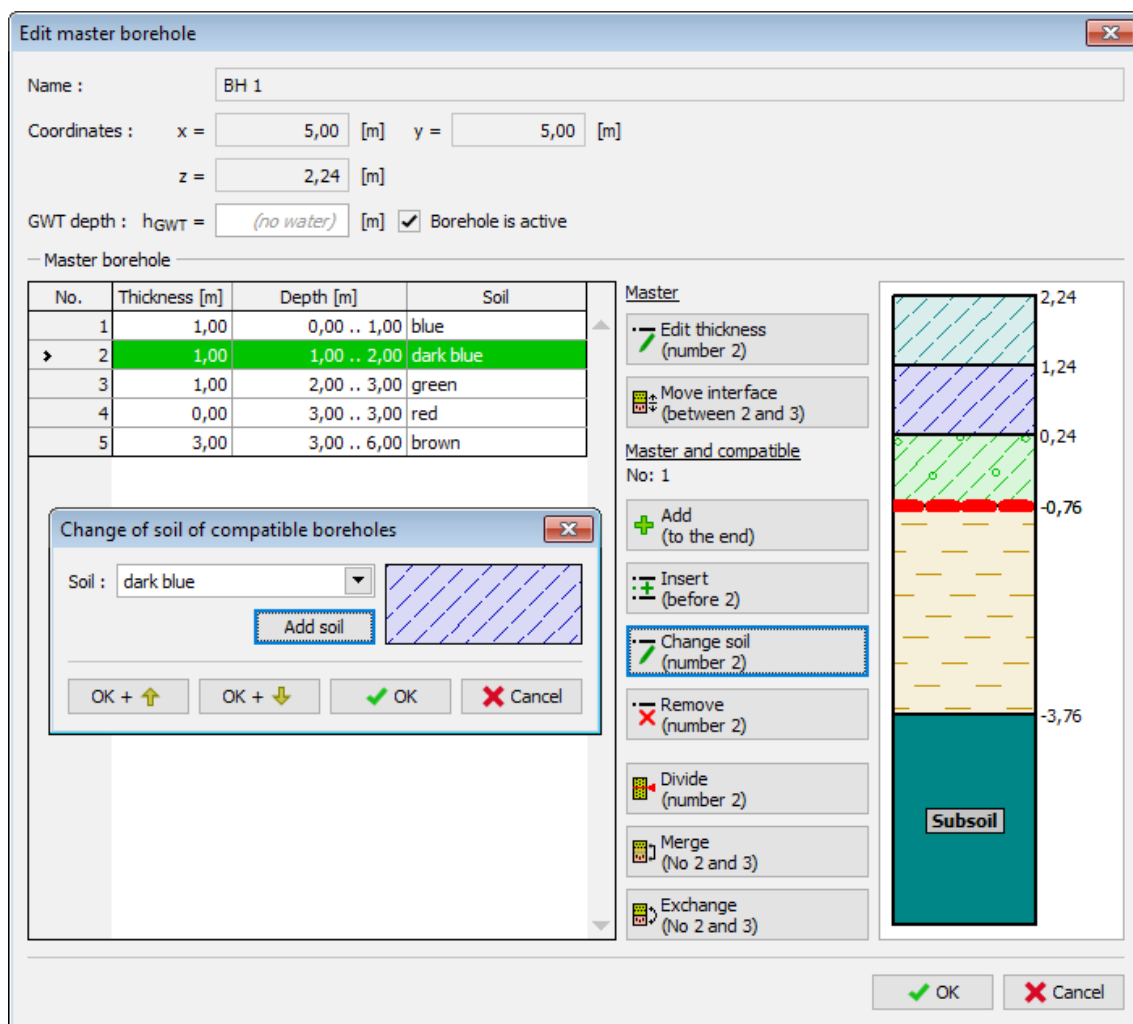 Edit master borehole
Name : BH 1
Coordinates : x = 5,00 [m] y = 5,00 [m]
z = 2,24 [m]
GWT depth : hGWT = (no water) [m] Borehole is active
Master borehole
No. Thickness [m] Depth [m] Soil
1 1,00 0,00 .. 1,00 blue
2 1,00 1,00 .. 2,00 dark blue
3 1,00 2,00 .. 3,00 green
4 0,00 3,00 .. 3,00 red
5 3,00 3,00 .. 6,00 brown
Change of soil of compatible boreholes
Soil : dark blue
Add soil
OK + OK + OK Cancel
Master
Edit thickness
(number 2)
Move interface
(between 2 and 3)
Master and compatible
No: 1
Add
(to the end)
Insert
(before 2)
Change soil
(number 2)
Remove
(number 2)
Divide
(number 2)
Merge
(No 2 and 3)
Exchange
(No 2 and 3)
2,24
1,24
0,24
-0,76
-3,76
Subsoil
OK Cancel